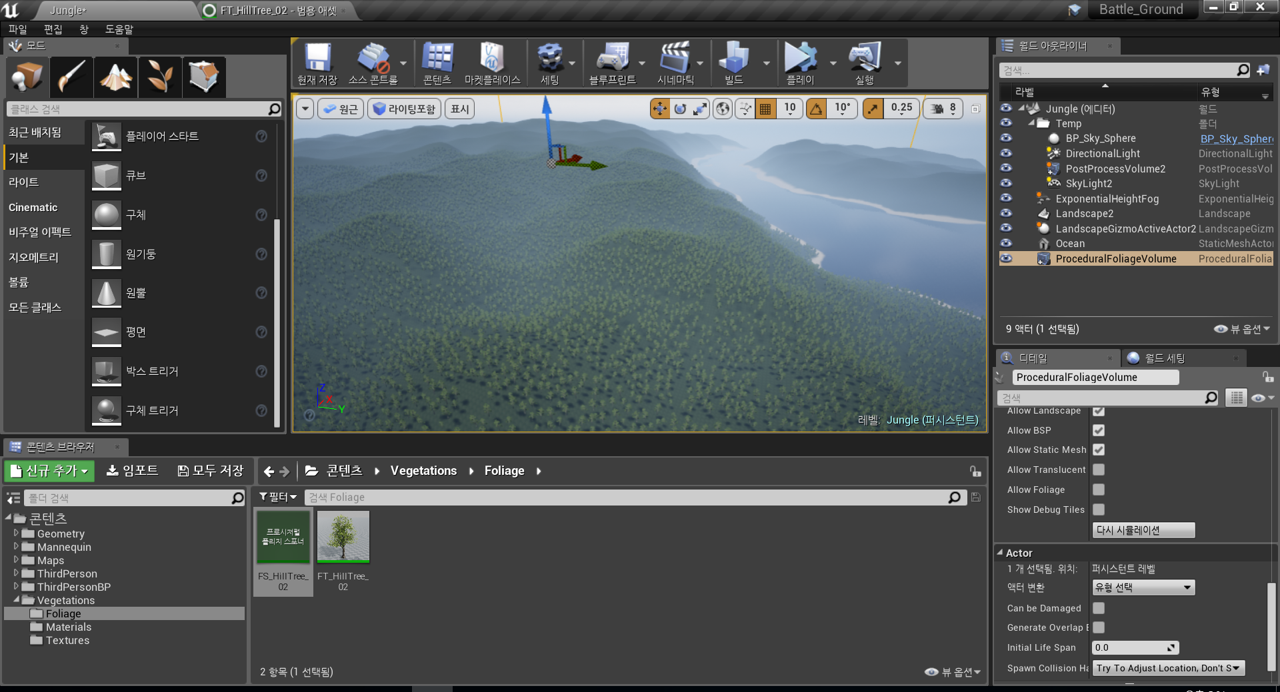 Jungle•
FT_HillTree_02 - 범용 애셋
Battle_Ground
파일 편집 창 도움말
모드
클래스 검색
최근 배치됨
기본
라이트
Cinematic
비주얼 이펙트
지오메트리
볼륨
모든 클래스
플레이어 스타트
큐브
구체
원기둥
원뿔
평면
박스 트리거
구체 트리거
현재 저장 소스 콘트롤 콘텐츠 마켓플레이스 세팅 블루프린트 시네마틱 빌드 플레이 실행
원근 라이팅포함 표시
10 10° 0.25 8
Z
X
Y
레벨: Jungle (퍼시스턴트)
월드 아웃라이너
검색...
라벨 유형
Jungle (에디터) 월드
Temp 폴더
BP_Sky_Sphere BP_Sky_Sphere
DirectionalLight DirectionalLight
PostProcessVolume2 PostProcessVol
SkyLight2 SkyLight
ExponentialHeightFog ExponentialHeig
Landscape2 Landscape
LandscapeGizmoActiveActor2 LandscapeGizm
Ocean StaticMeshActo
ProceduralFoliageVolume ProceduralFolia
9 액터 (1 선택됨) 뷰 옵션
디테일 월드 세팅
ProceduralFoliageVolume
검색
Allow Landscape
Allow BSP
Allow Static Mesh
Allow Translucent
Allow Foliage
Show Debug Tiles
다시 시뮬레이션
Actor
1 개 선택됨. 위치: 퍼시스턴트 레벨
액터 변환 유형 선택
Can be Damaged
Generate Overlap E
Initial Life Span 0.0
Spawn Collision Ha Try To Adjust Location, Don't S
콘텐츠 브라우저
신규 추가 임포트 모두 저장
콘텐츠 Vegetations Foliage
폴더 검색
필터 검색 Foliage
콘텐츠
Geometry
Mannequin
Maps
ThirdPerson
ThirdPersonBP
Vegetations
Foliage
Materials
Textures
프로시저럴
폴리지 스포너
FS_HillTree_
02
FT_HillTree_
02
2 항목 (1 선택됨) 뷰 옵션